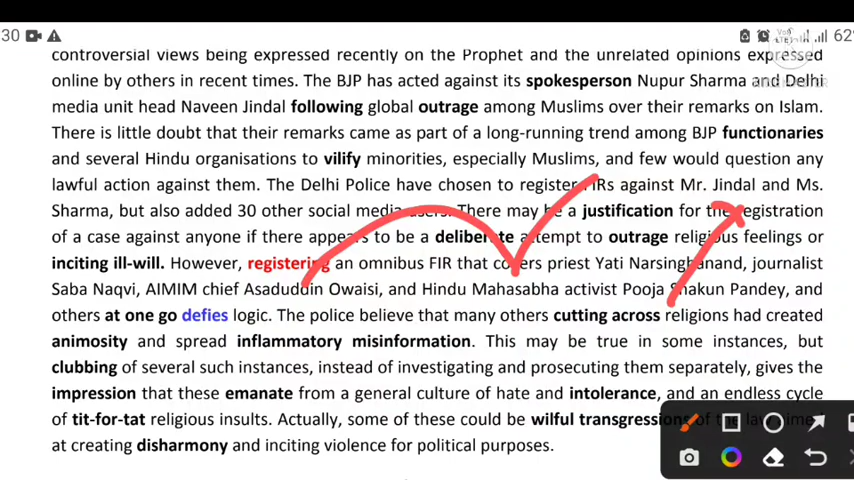 30 62
controversial views being expressed recently on the Prophet and the unrelated opinions expressed
online by others in recent times. The BJP has acted against its spokesperson Nupur Sharma and Delhi
media unit head Naveen Jindal following global outrage among Muslims over their remarks on Islam.
There is little doubt that their remarks came as part of a long-running trend among BJP functionaries
and several Hindu organisations to vilify minorities, especially Muslims, and few would question any
lawful action against them. The Delhi Police have chosen to register FIRs against Mr. Jindal and Ms.
Sharma, but also added 30 other social media users. There may be a justification for the registration
of a case against anyone if there appears to be a deliberate attempt to outrage religious feelings or
inciting ill-will. However, registering an omnibus FIR that covers priest Yati Narsinghanand, journalist
Saba Naqvi, AIMIM chief Asaduddin Owaisi, and Hindu Mahasabha activist Pooja Shakun Pandey, and
others at one go defies logic. The police believe that many others cutting across religions had created
animosity and spread inflammatory misinformation. This may be true in some instances, but
clubbing of several such instances, instead of investigating and prosecuting them separately, gives the
impression that these emanate from a general culture of hate and intolerance, and an endless cycle
of tit-for-tat religious insults. Actually, some of these could be wilful transgressions of the law aimed
at creating disharmony and inciting violence for political purposes.